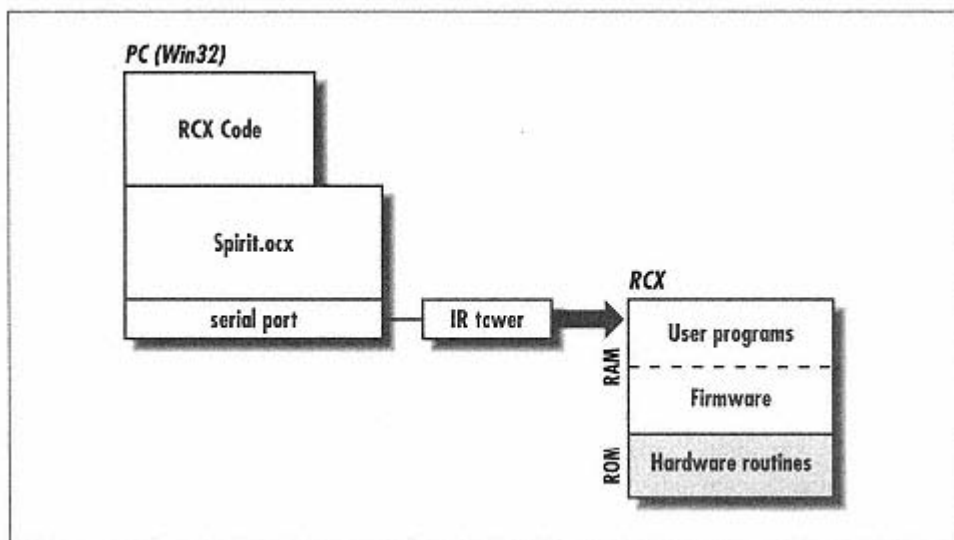 PC (Win32)
RCX Code
Spirit.ocx
serial port
IR tower
RCX
User programs
RAM
Firmware
ROM
Hardware routines